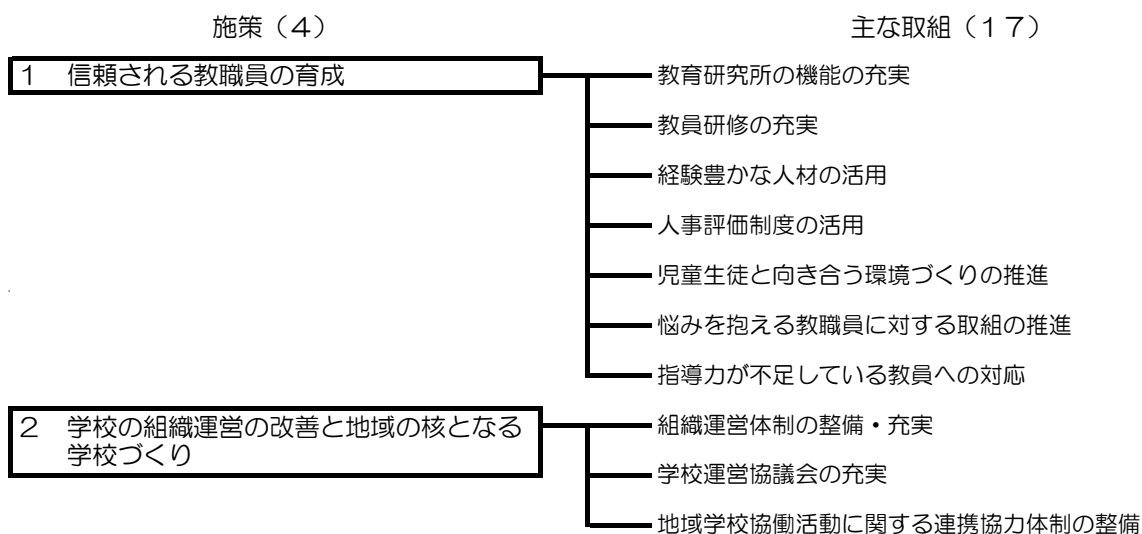 施策（４）
主な取組（１７）
１　信頼される教職員の育成
教育研究所の機能の充実
教員研修の充実
経験豊かな人材の活用
人事評価制度の活用
児童生徒と向き合う環境づくりの推進
悩みを抱える教職員に対する取組の推進
指導力が不足している教員への対応
２　学校の組織運営の改善と地域の核となる
学校づくり
組織運営体制の整備・充実
学校運営協議会の充実
地域学校協働活動に関する連携協力体制の整備